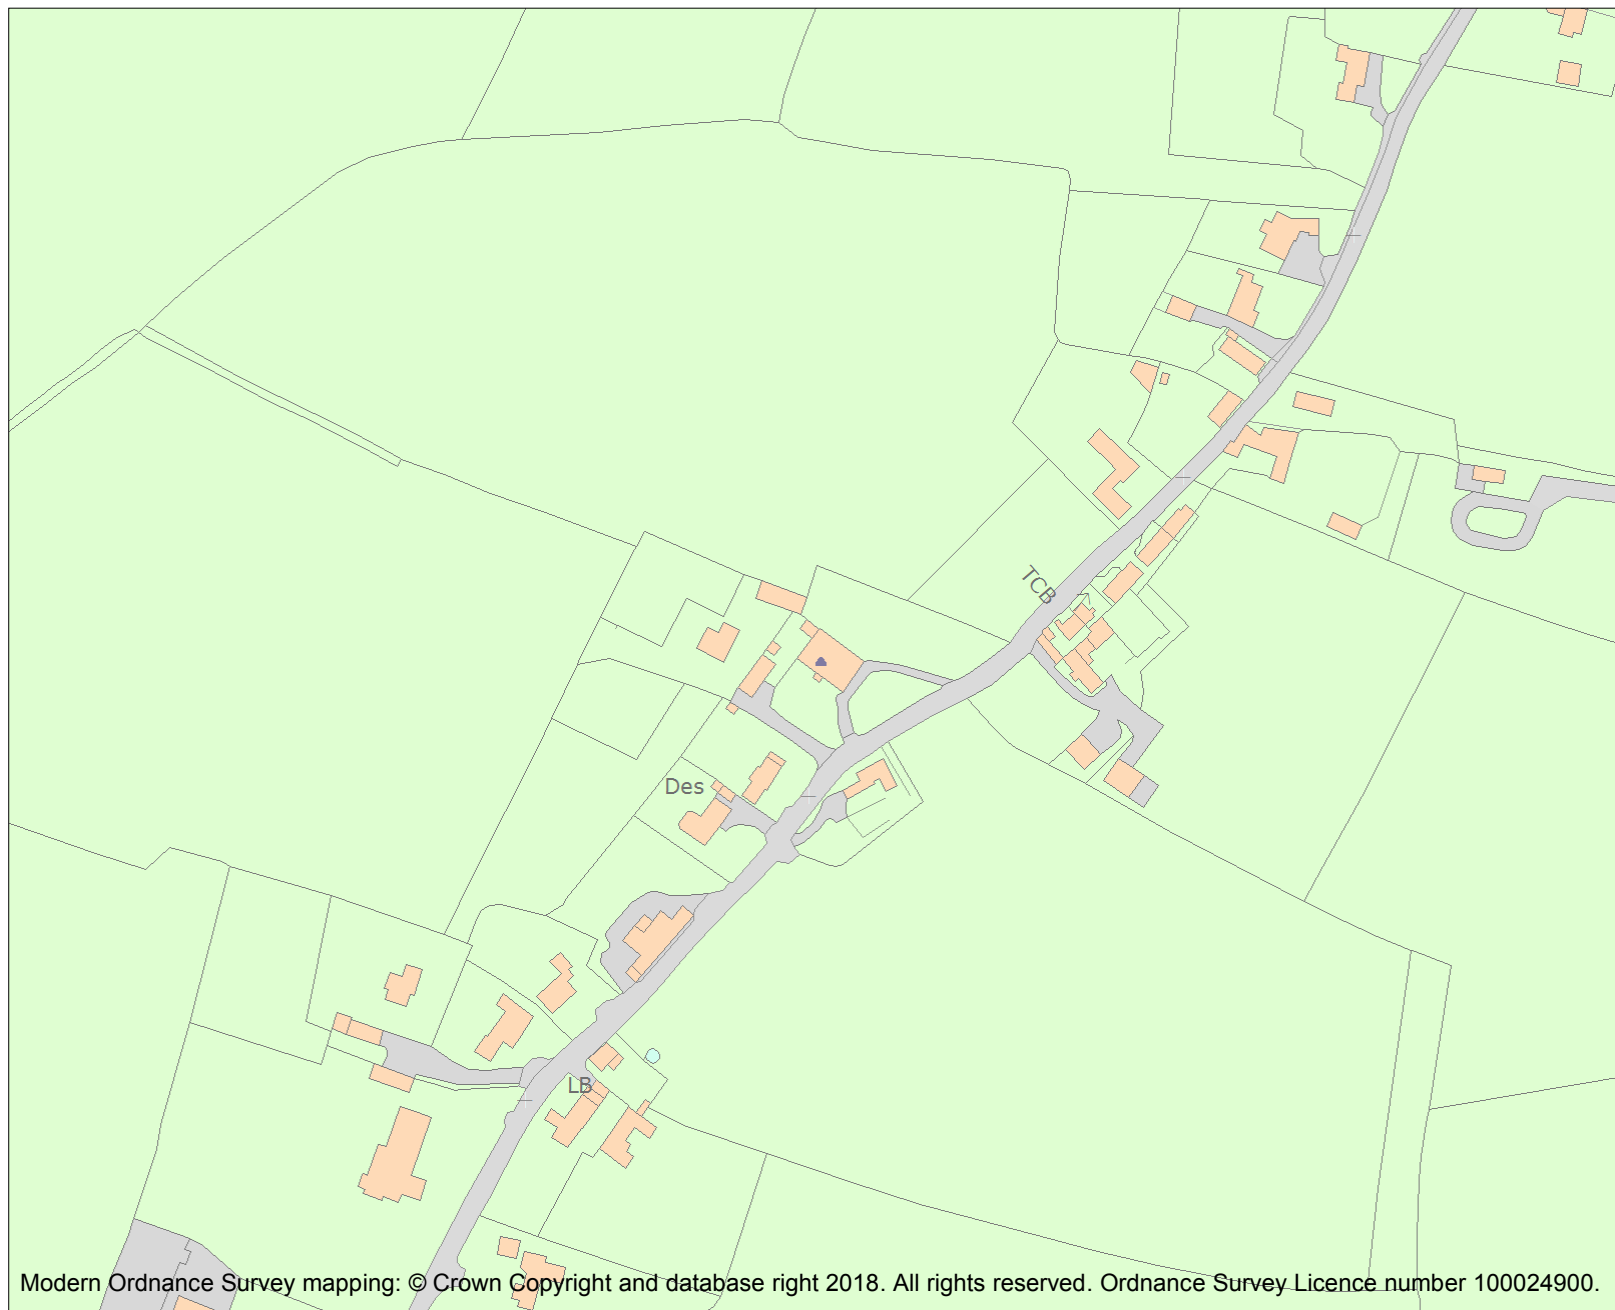 TCB
Des
LB
Modern Ordnance Survey mapping: © Crown Copyright and database right 2018. All rights reserved. Ordnance Survey Licence number 100024900.